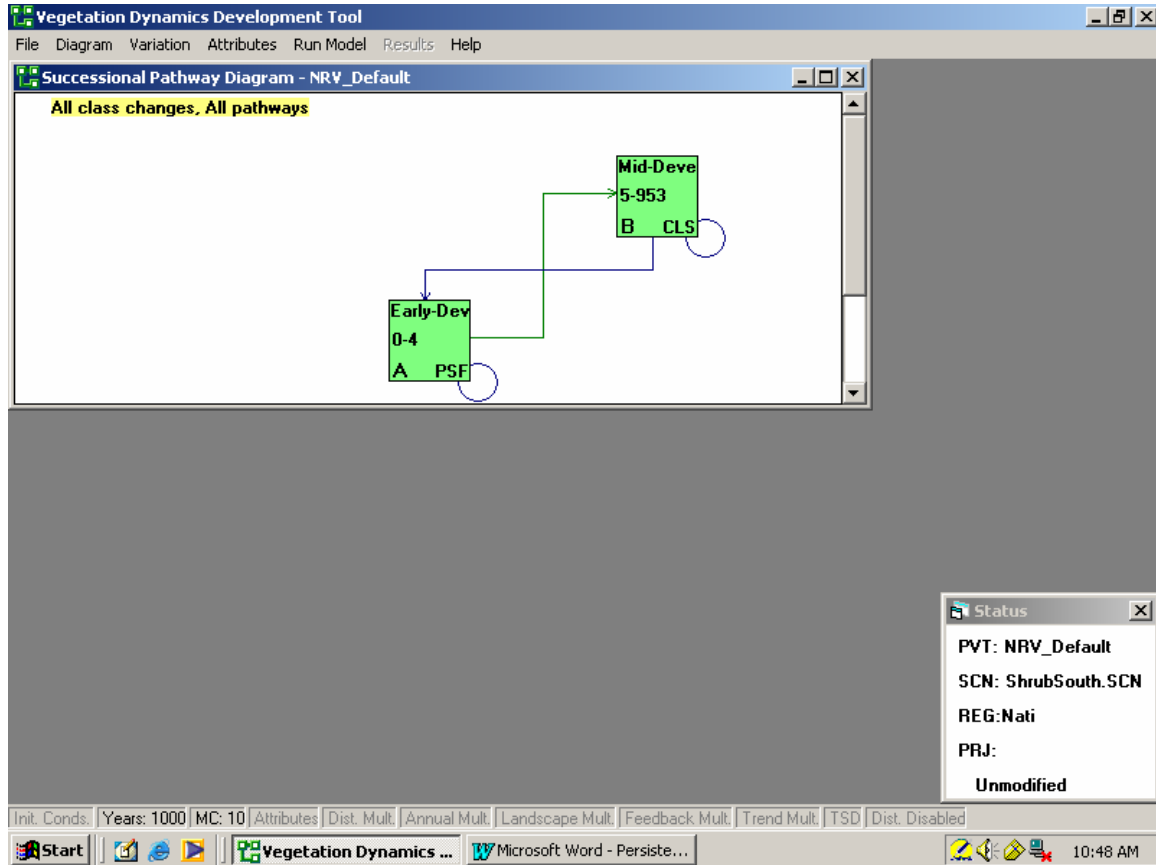 Vegetation Dynamics Development Tool
File Diagram Variation Attributes Run Model Results Help
Successional Pathway Diagram - NRV_Default
All class changes, All pathways
Mid-Deve
5-953
B CLS
Early-Dev
0-4
A PSF
Status
PVT: NRV_Default
SCN: ShrubSouth.SCN
REG:Nati
PRJ:
Unmodified
Init. Conds. Years: 1000 MC: 10 Attributes Dist. Mult. Annual Mult. Landscape Mult. Feedback Mult. Trend Mult. TSD Dist. Disabled
Start Vegetation Dynamics ... Microsoft Word - Persiste... 10:48 AM